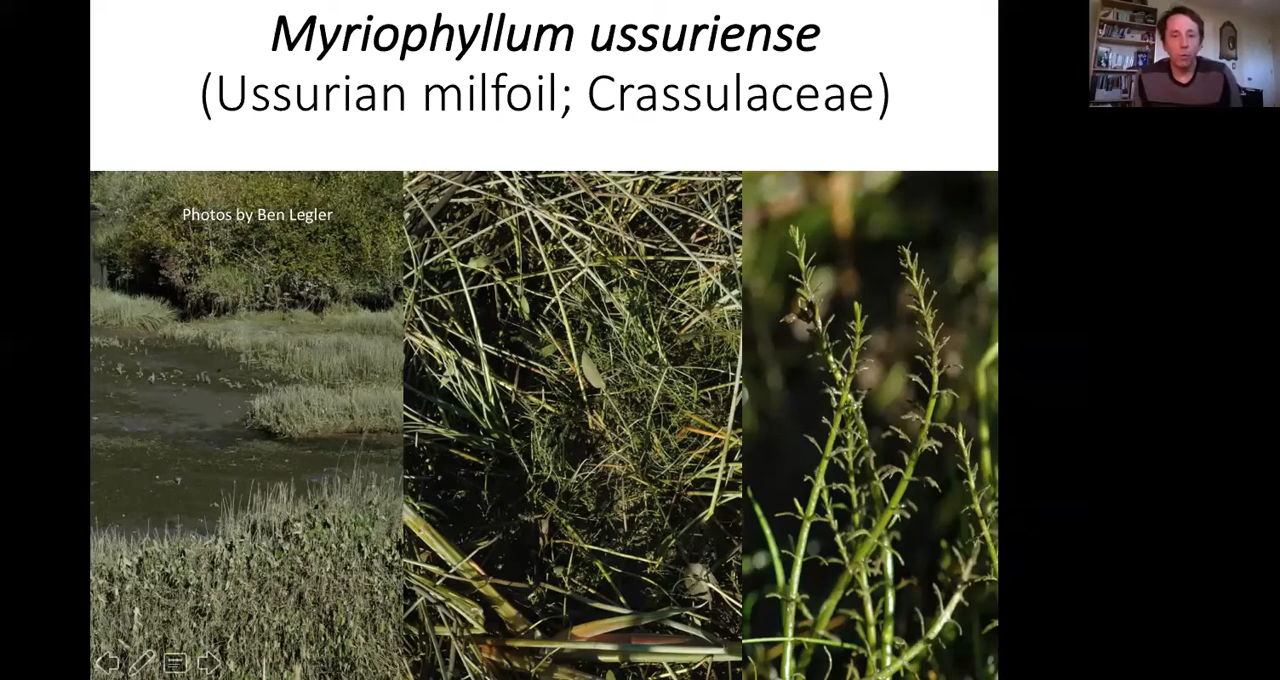 Myriophyllum ussuriense
(Ussurian milfoil; Crassulaceae)
Photos by Ben Legler